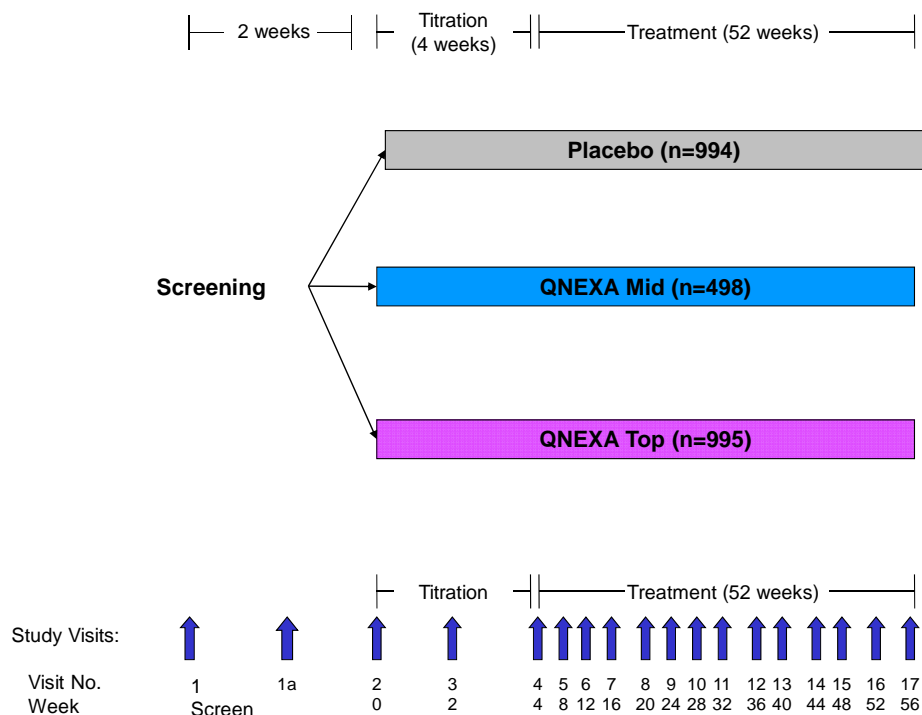 2 weeks
Titration
(4 weeks)
Treatment (52 weeks)
Placebo (n=994)
Screening
QNEXA Mid (n=498)
QNEXA Top (n=995)
Titration
Treatment (52 weeks)
Study Visits:
Visit No. 1 1a 2 3 4 5 6 7 8 9 10 11 12 13 14 15 16 17
Week Screen 0 2 4 8 12 16 20 24 28 32 36 40 44 48 52 56